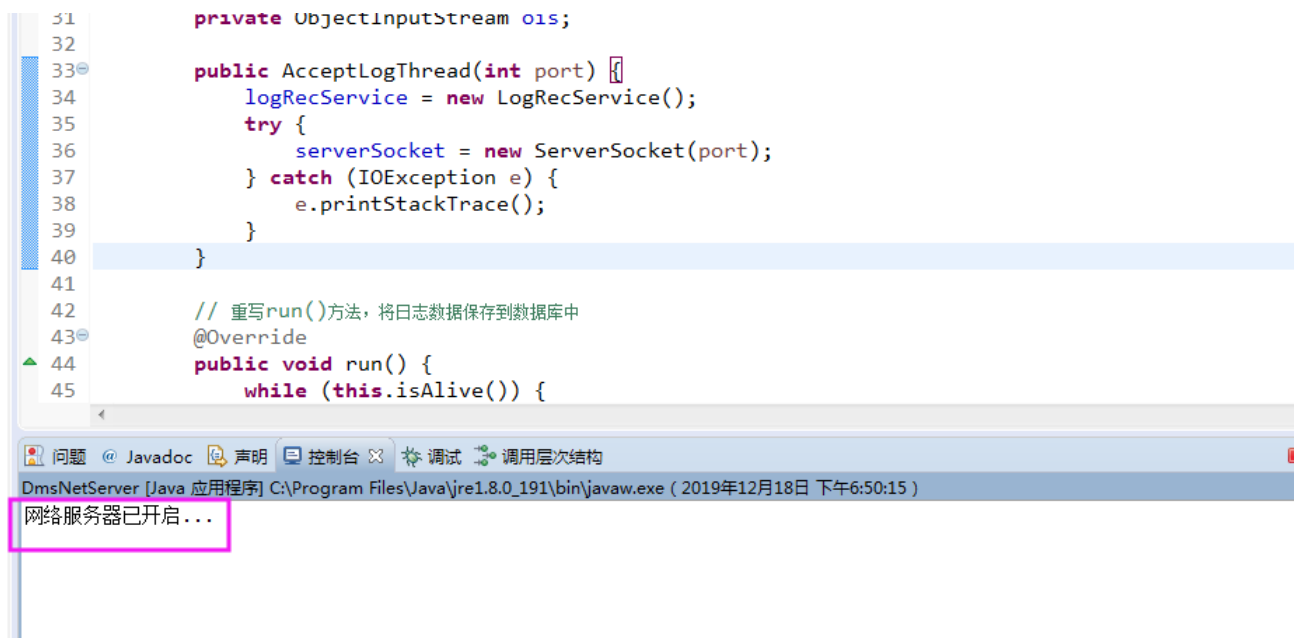 31 private ObjectInputStream ois;
32
33 public AcceptLogThread(int port) {
34 logRecService = new LogRecService();
35 try {
36 serverSocket = new ServerSocket(port);
37 } catch (IOException e) {
38 e.printStackTrace();
39 }
40 }
41
42 // 重写run()方法，将日志数据保存到数据库中
43 @Override
44 public void run() {
45 while (this.isAlive()) {
问题 @ Javadoc 声明 控制台 调试 调用层次结构
DmsNetServer [Java 应用程序] C:\Program Files\Java\jre1.8.0_191\bin\javaw.exe ( 2019年12月18日 下午6:50:15 )
网络服务器已开启...